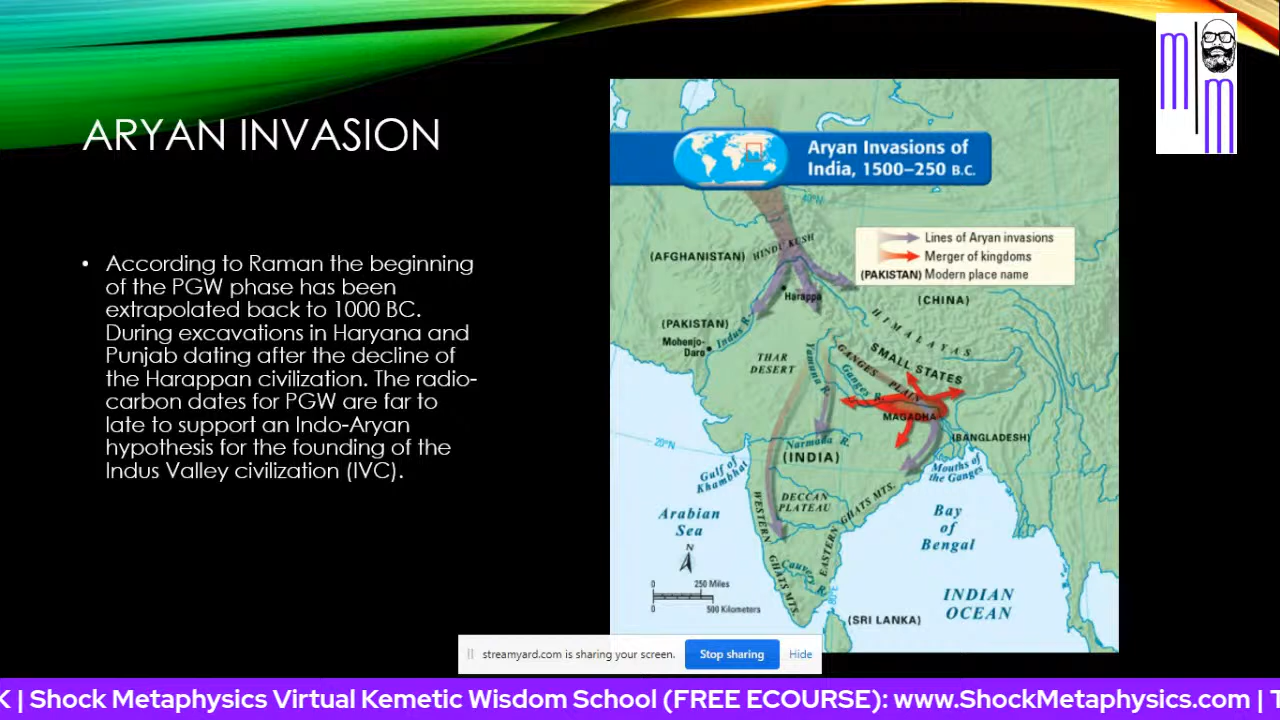 m
m
ARYAN INVASION
• According to Raman the beginning
of the PGW phase has been
extrapolated back to 1000 BC.
During excavations in Haryana and
Punjab dating after the decline of
the Harappan civilization. The radio-
carbon dates for PGW are far to
late to support an Indo-Aryan
hypothesis for the founding of the
Indus Valley civilization (IVC).
Aryan Invasions of
India, 1500–250 B.C.
40°N
Lines of Aryan invasions
Merger of kingdoms
(PAKISTAN) Modern place name
(AFGHANISTAN)
HINDU KUSH
Harappa
(CHINA)
(PAKISTAN)
Indus R.
Mohenjo-
Daro
HIMALAYAS
THAR
DESERT
Yamuna R.
GANGES PLAIN
Ganges R.
SMALL STATES
MAGADHA
(BANGLADESH)
20°N
Narmada R.
(INDIA)
Gulf of
Khambhat
Mouths of
the Ganges
DECCAN
PLATEAU
WESTERN GHATS MTS.
EASTERN GHATS MTS.
Arabian
Sea
Bay
of
Bengal
N
Cauvery R.
0 250 Miles
0 500 Kilometers
80°E
INDIAN
OCEAN
(SRI LANKA)
streamyard.com is sharing your screen.
Stop sharing
Hide
K | Shock Metaphysics Virtual Kemetic Wisdom School (FREE ECOURSE): www.ShockMetaphysics.com | T